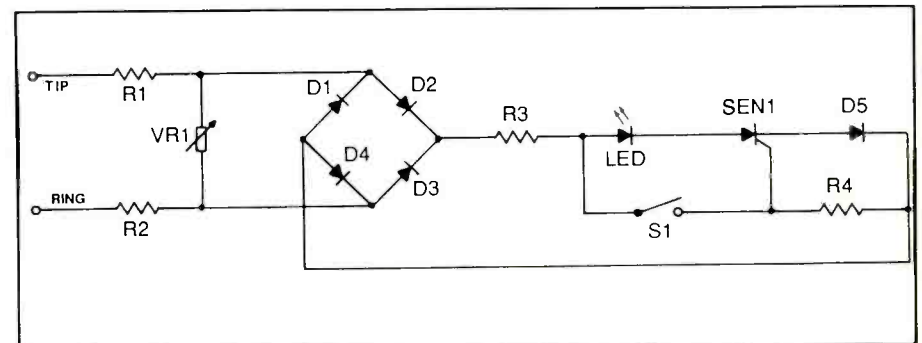 TIP
R1
D1
D2
VR1
R3
LED
SEN1
D5
D4
D3
RING
R2
S1
R4